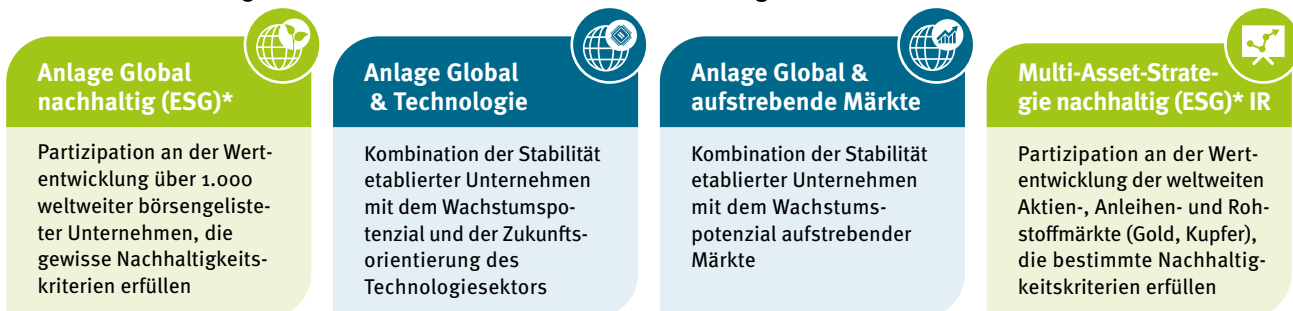 Anlage Global
nachhaltig (ESG)*
Partizipation an der Wert-
entwicklung über 1.000
weltweiter börsengeliste-
ter Unternehmen, die
gewisse Nachhaltigkeits-
kriterien erfüllen
Anlage Global
& Technologie
Kombination der Stabilität
etablierter Unternehmen
mit dem Wachstumspo-
tenzial und der Zukunfts-
orientierung des
Technologiesektors
Anlage Global &
aufstrebende Märkte
Kombination der Stabilität
etablierter Unternehmen
mit dem Wachstums-
potenzial aufstrebender
Märkte
Multi-Asset-Strate-
gie nachhaltig (ESG)* IR
Partizipation an der Wert-
entwicklung der weltweiten
Aktien-, Anleihen- und Roh-
stoffmärkte (Gold, Kupfer),
die bestimmte Nachhaltig-
keitskriterien erfüllen